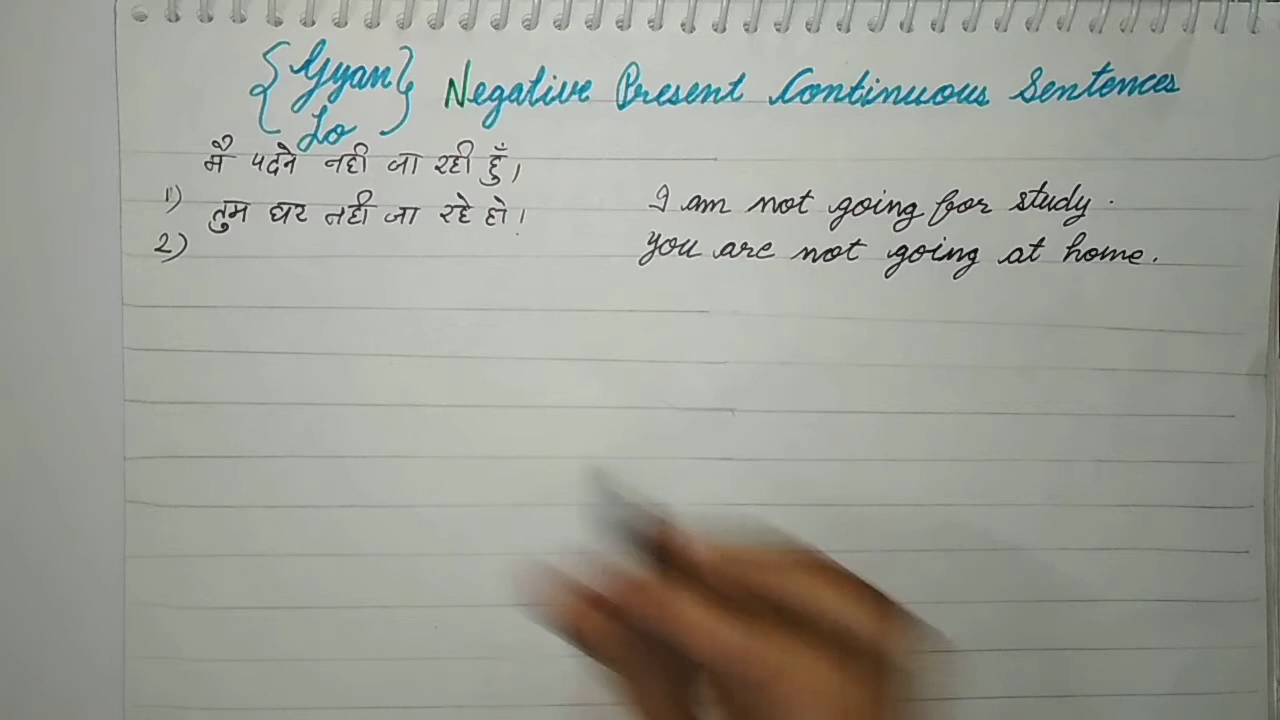 {Gyan Lo} Negative Present Continuous Sentences
मै पढने नही जा रही हुँ।
1) I am not going for study.
तुम घर नही जा रहे हो।
2) You are not going at home.